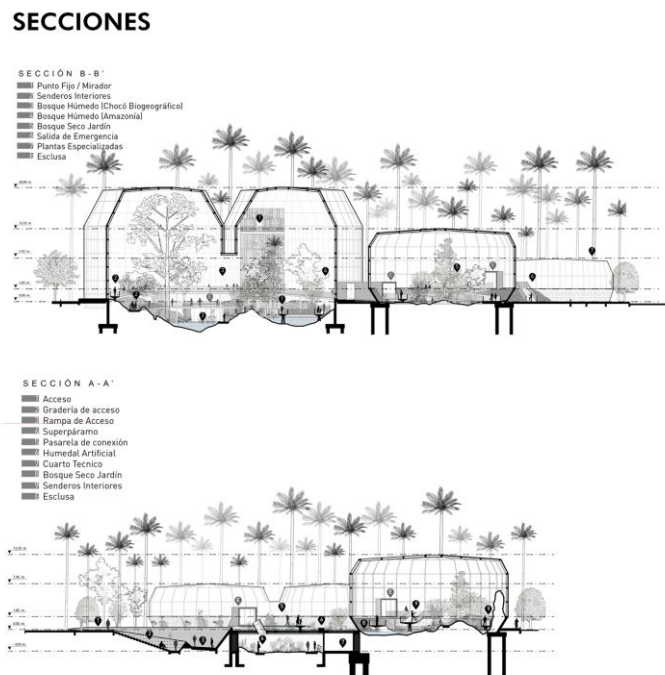 SECCIONES
SECCIÓN B-B'
Punto Fijo / Mirador
Senderos Interiores
Bosque Húmedo (Chocó Biogeográfico)
Bosque Húmedo (Amazonía)
Bosque Seco Jardín
Salida de Emergencia
Plantas Especializadas
Esclusa
SECCIÓN A-A'
Acceso
Gradería de acceso
Rampa de Acceso
Superpáramo
Pasarela de conexión
Humedal Artificial
Cuarto Tecnico
Bosque Seco Jardín
Senderos Interiores
Esclusa